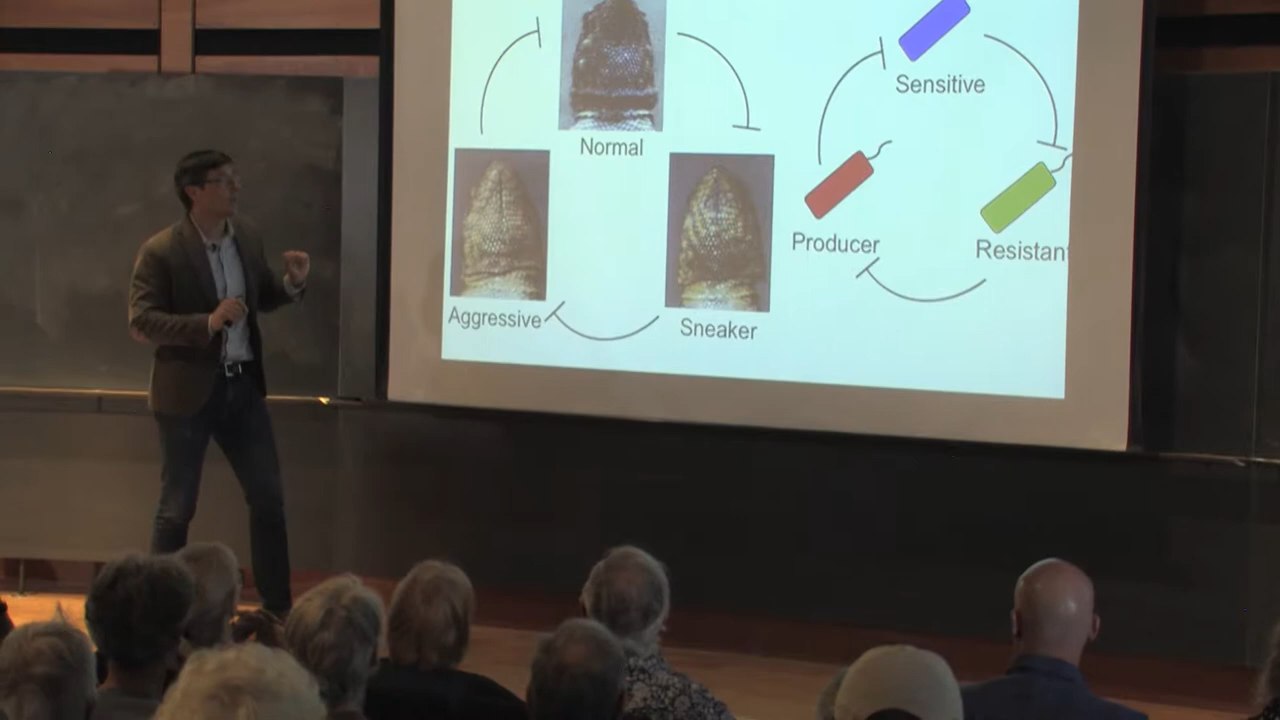 Normal
Aggressive
Sneaker
Sensitive
Producer
Resistant